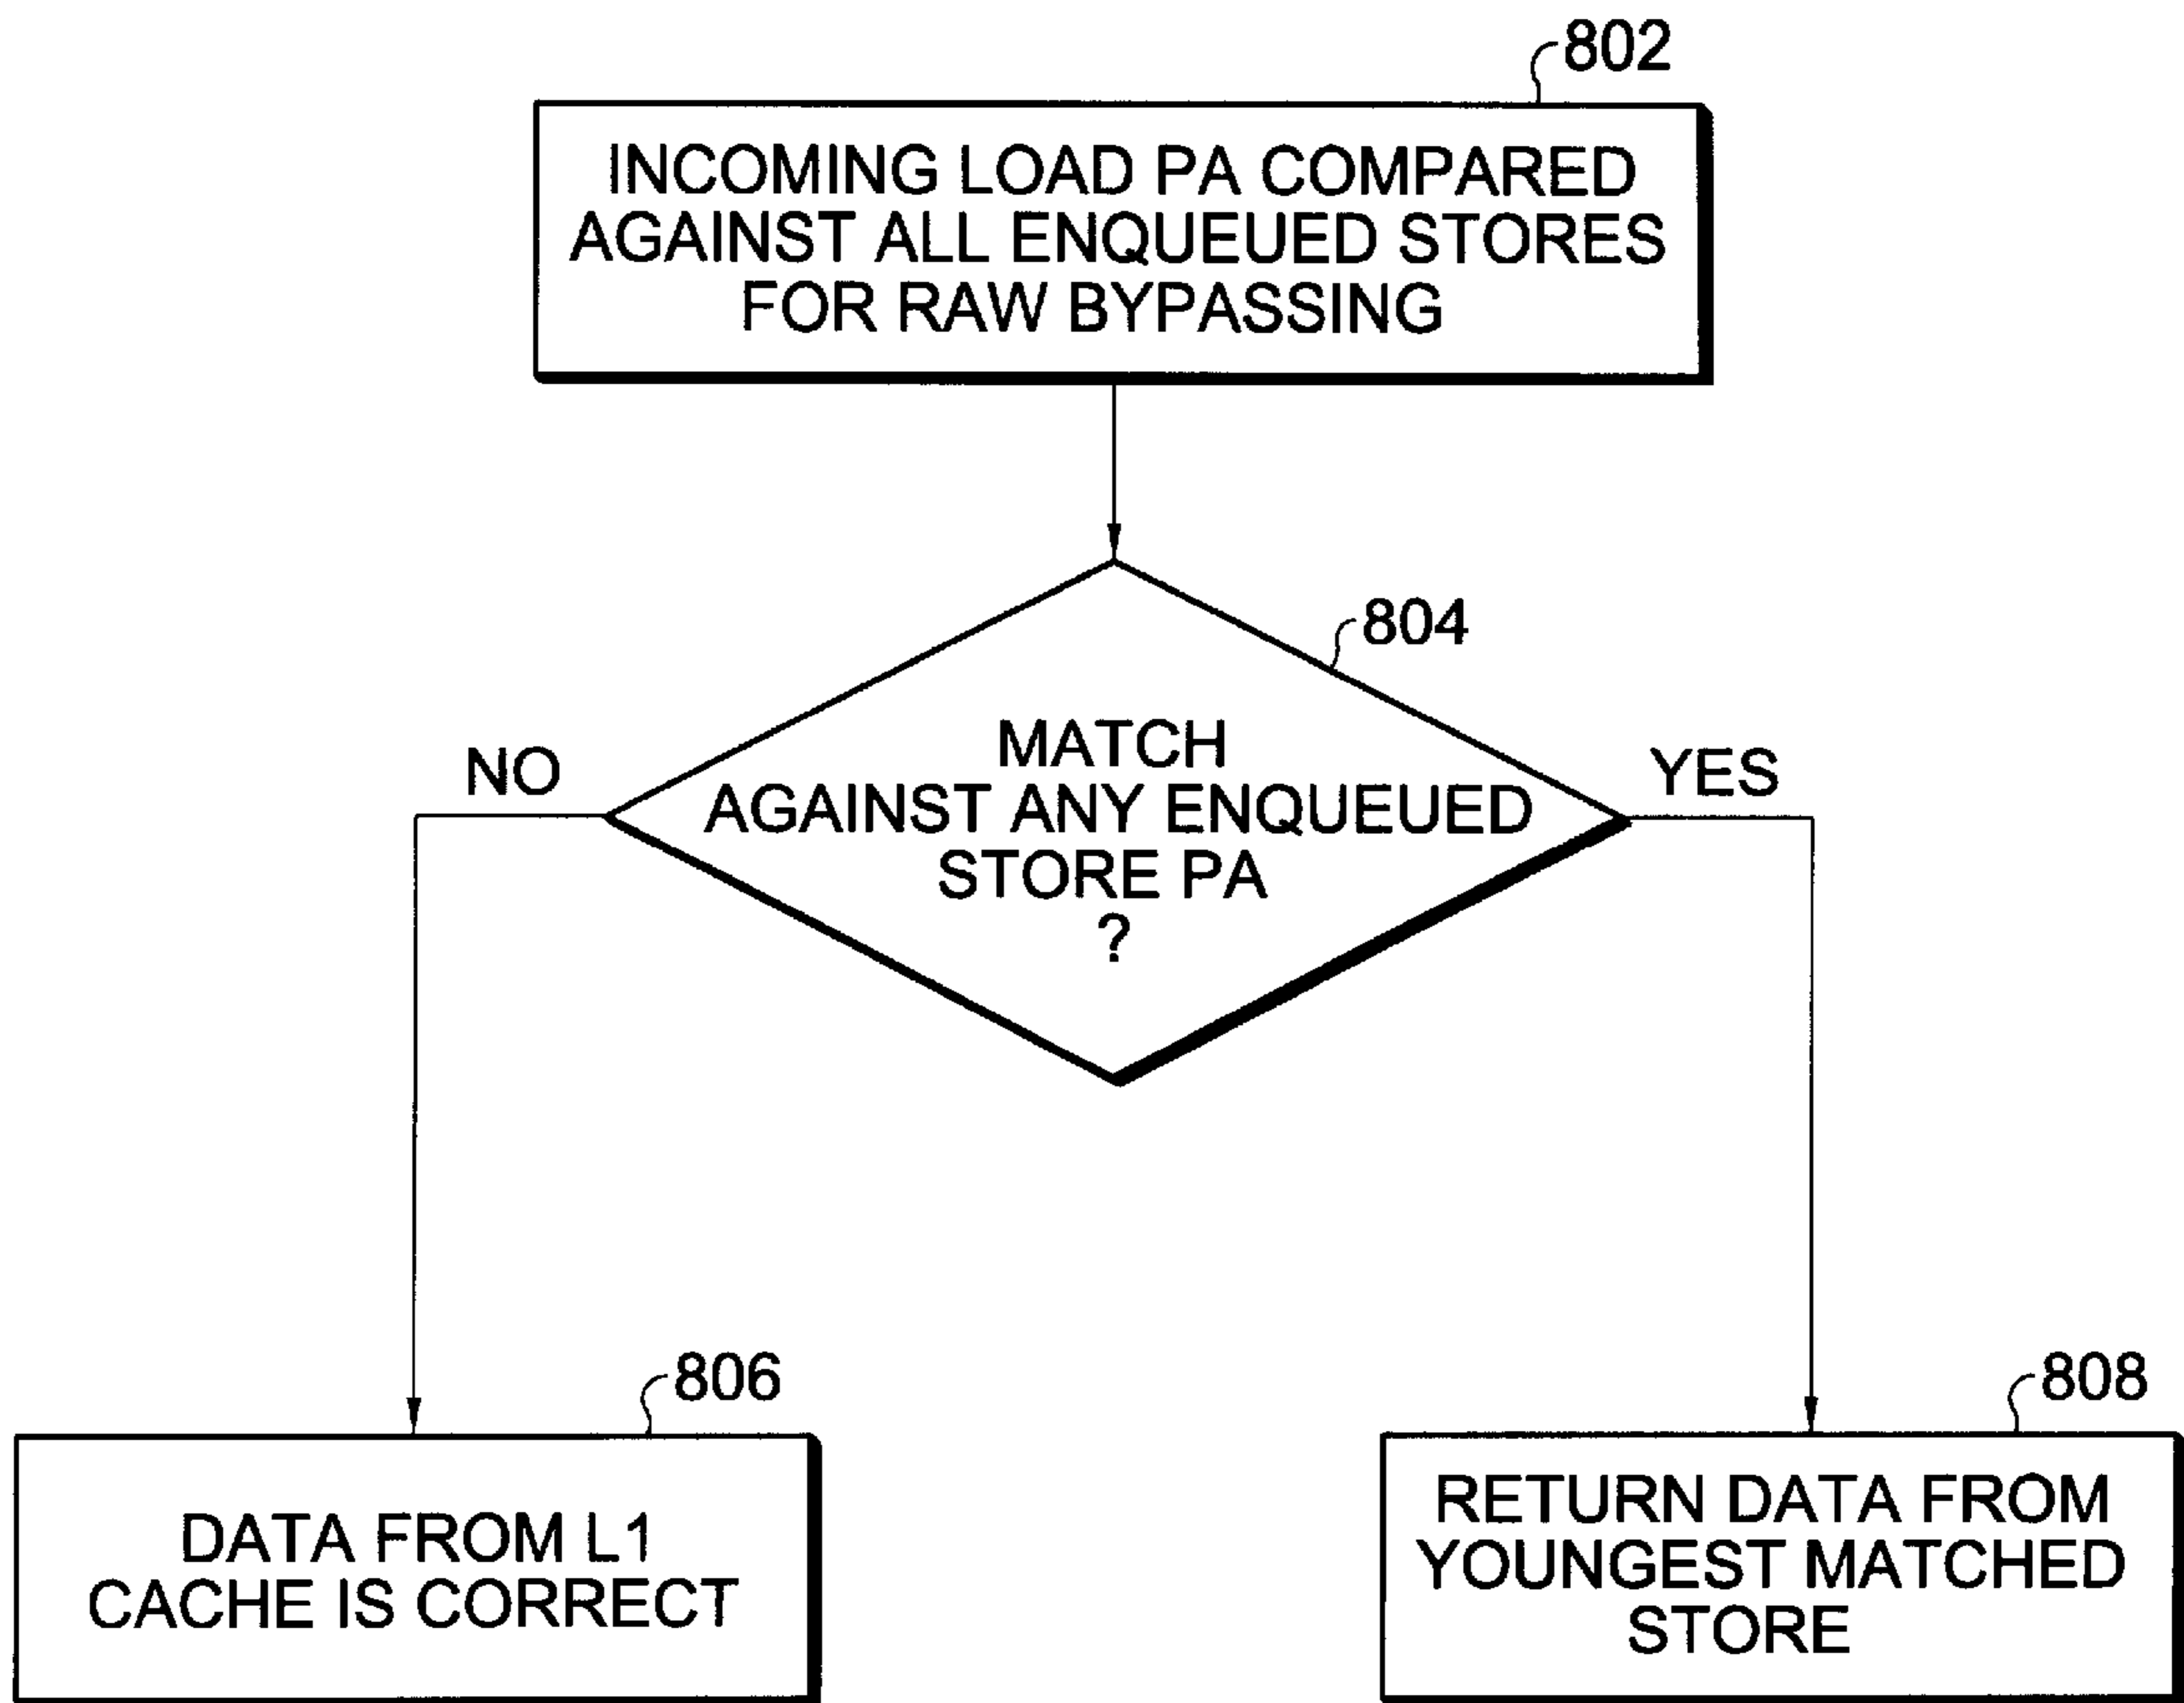 802
INCOMING LOAD PA COMPARED
AGAINST ALL ENQUEUED STORES
FOR RAW BYPASSING
804
MATCH
AGAINST ANY ENQUEUED
STORE PA
?
NO
YES
806
DATA FROM L1
CACHE IS CORRECT
808
RETURN DATA FROM
YOUNGEST MATCHED
STORE